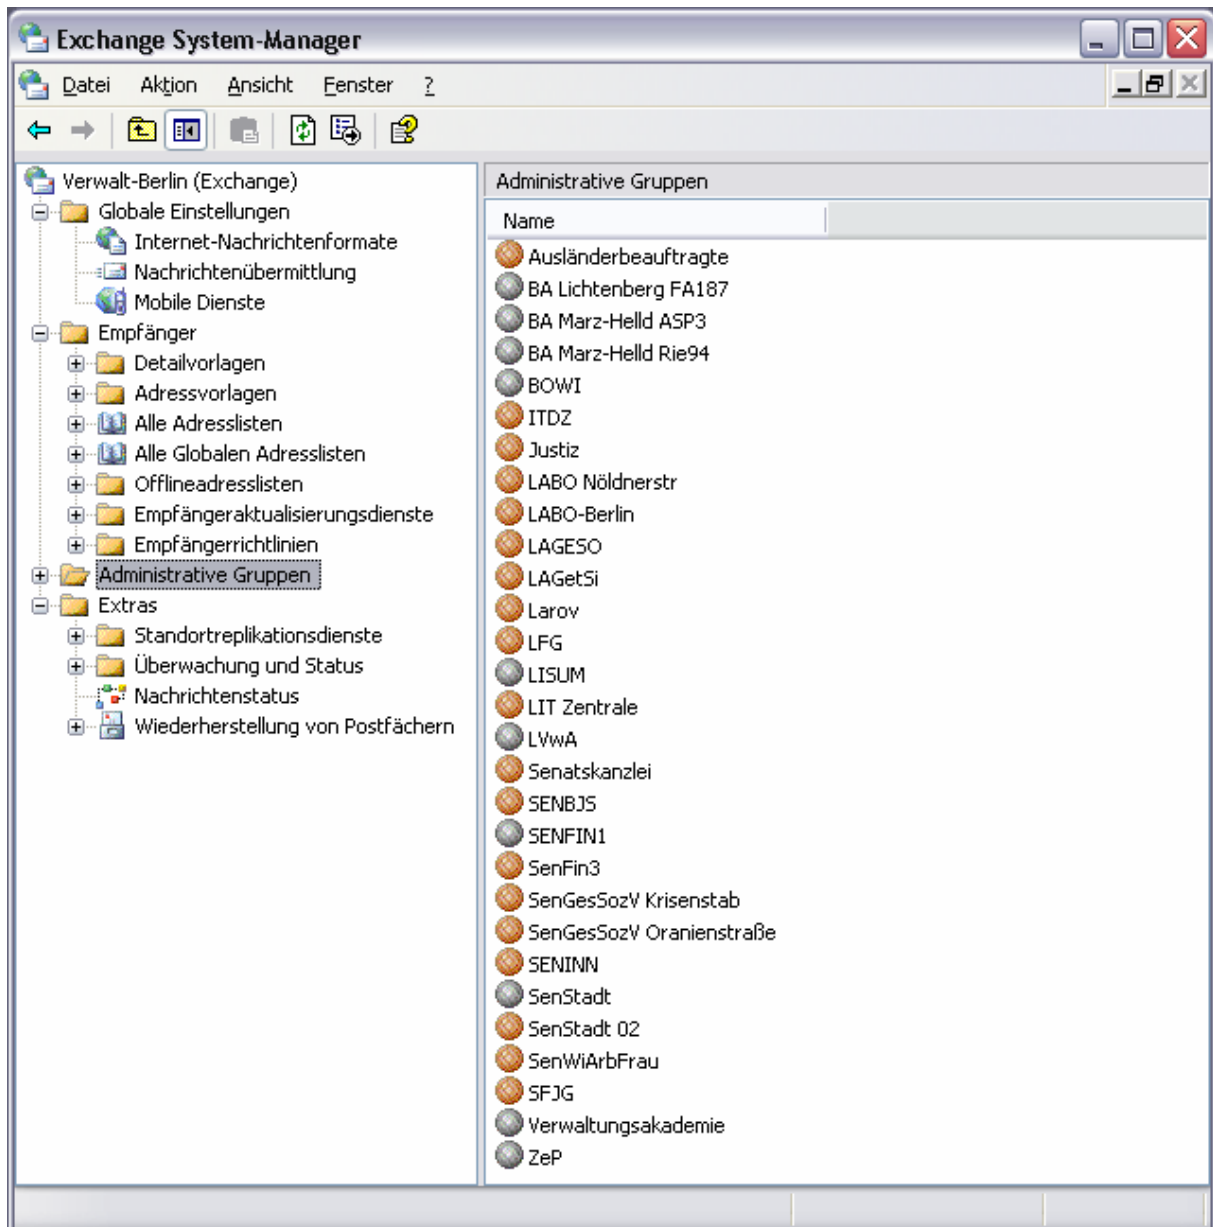 Exchange System-Manager
Datei Aktion Ansicht Fenster ?
Verwalt-Berlin (Exchange)
Globale Einstellungen
Internet-Nachrichtenformate
Nachrichtenübermittlung
Mobile Dienste
Empfänger
Detailvorlagen
Adressvorlagen
Alle Adresslisten
Alle Globalen Adresslisten
Offlineadresslisten
Empfängeraktualisierungsdienste
Empfängerrichtlinien
Administrative Gruppen
Extras
Standortreplikationsdienste
Überwachung und Status
Nachrichtenstatus
Wiederherstellung von Postfächern
Administrative Gruppen
Name
Ausländerbeauftragte
BA Lichtenberg FA187
BA Marz-Helld ASP3
BA Marz-Helld Rie94
BOWI
ITDZ
Justiz
LABO Nöldnerstr
LABO-Berlin
LAGESO
LAGetSi
Larov
LFG
LISUM
LIT Zentrale
LVwA
Senatskanzlei
SENBJS
SENFIN1
SenFin3
SenGesSozV Krisenstab
SenGesSozV Oranienstraße
SENINN
SenStadt
SenStadt 02
SenWiArbFrau
SFJG
Verwaltungsakademie
ZeP